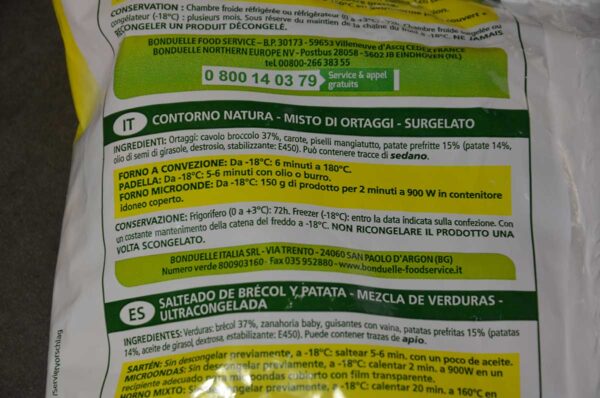 CONSERVATION : Chambre froide réfrigérée ou réfrigérateur (0 à +3°C) : 72h.
congélateur (-18°C) : plusieurs mois. Sous réserve du maintien de la chaîne du froid à -18°C. NE JAMAIS
RECONGELER UN PRODUIT DÉCONGELÉ.
BONDUELLE FOOD SERVICE – B.P. 30173 - 59653 Villeneuve d'Ascq CEDEX FRANCE
BONDUELLE NORTHERN EUROPE NV - Postbus 28058 - 5602 JB EINDHOVEN (NL)
tel. 00800-266 383 55
0 800 14 03 79 Service & appel
gratuits
IT CONTORNO NATURA - MISTO DI ORTAGGI - SURGELATO
INGREDIENTI: Ortaggi: cavolo broccolo 37%, carote, piselli mangiatutto, patate prefritte 15% (patate 14%,
olio di semi di girasole, destrosio, stabilizzante: E450). Può contenere tracce di sedano.
FORNO A CONVEZIONE: Da -18°C: 6 minuti a 180°C.
PADELLA: Da -18°C: 5-6 minuti con olio o burro.
FORNO MICROONDE: Da -18°C: 150 g di prodotto per 2 minuti a 900 W in contenitore
idoneo coperto.
CONSERVAZIONE: Frigorifero (0 a +3°C): 72h. Freezer (-18°C): entro la data indicata sulla confezione. Con
un costante mantenimento della catena del freddo a -18°C. NON RICONGELARE IL PRODOTTO UNA
VOLTA SCONGELATO.
BONDUELLE ITALIA SRL - VIA TRENTO - 24060 SAN PAOLO D'ARGON (BG)
Numero verde 800903160 - Fax 035 952880 - www.bonduelle-foodservice.it
ES SALTEADO DE BRÉCOL Y PATATA - MEZCLA DE VERDURAS -
ULTRACONGELADA
INGREDIENTES: Verduras: brécol 37%, zanahoria baby, guisantes con vaina, patatas prefritas 15% (patatas
14%, aceite de girasol, dextrosa, estabilizante: E450). Puede contener trazas de apio.
SARTÉN: Sin descongelar previamente, a -18°C: saltear 5-6 min. con un poco de aceite.
MICROONDAS: Sin descongelar previamente, a -18°C: calentar 2 min. a 900W en un
recipiente adecuado para microondas cubierto con film transparente.
HORNO MIXTO: Sin descongelar previamente, a -18°C: calentar 20 min. a 160°C en